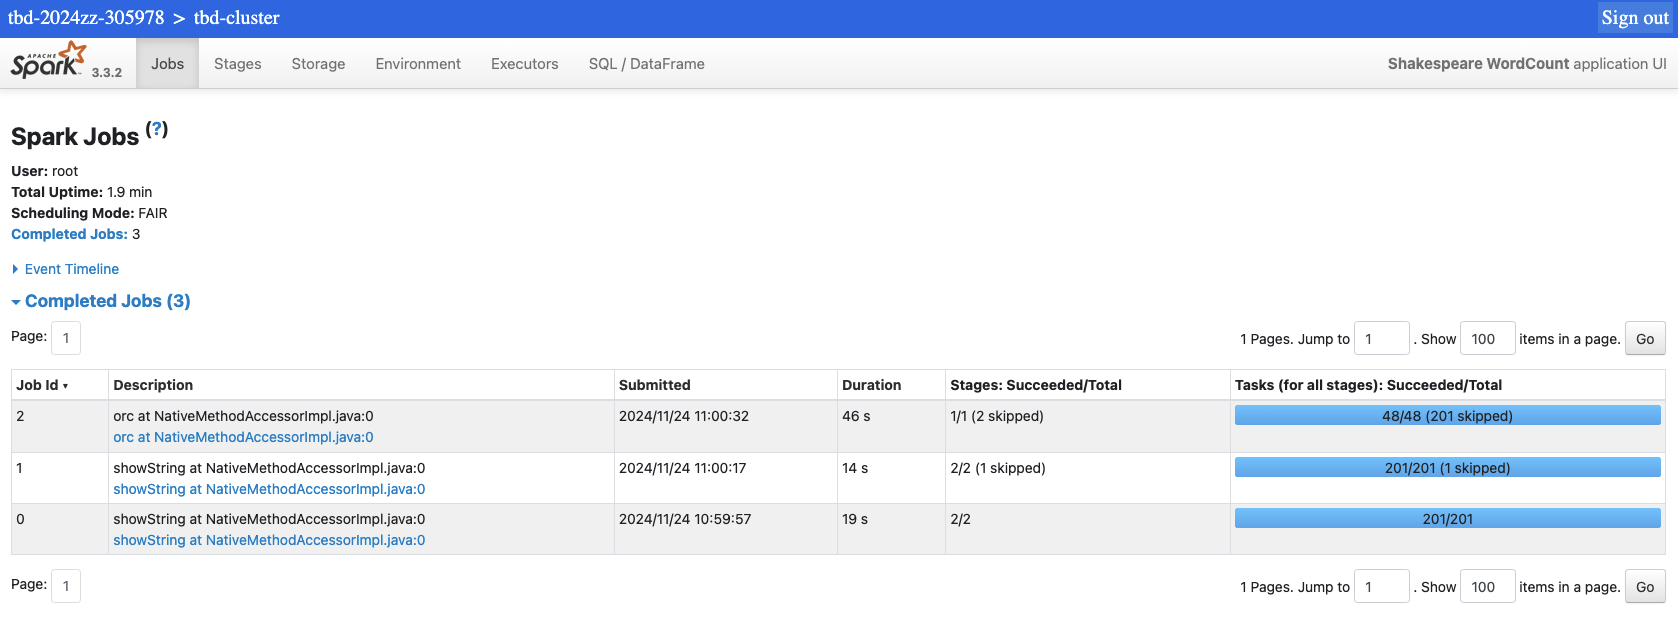 tbd-2024zz-305978 > tbd-cluster Sign out
APACHE Spark 3.3.2 Jobs Stages Storage Environment Executors SQL / DataFrame Shakespeare WordCount application UI
Spark Jobs (?)
User: root
Total Uptime: 1.9 min
Scheduling Mode: FAIR
Completed Jobs: 3
Event Timeline
Completed Jobs (3)
Page: 1 1 Pages. Jump to 1 . Show 100 items in a page. Go
Job Id ▾ Description Submitted Duration Stages: Succeeded/Total Tasks (for all stages): Succeeded/Total
2 orc at NativeMethodAccessorImpl.java:0 2024/11/24 11:00:32 46 s 1/1 (2 skipped) 48/48 (201 skipped)
orc at NativeMethodAccessorImpl.java:0
1 showString at NativeMethodAccessorImpl.java:0 2024/11/24 11:00:17 14 s 2/2 (1 skipped) 201/201 (1 skipped)
showString at NativeMethodAccessorImpl.java:0
0 showString at NativeMethodAccessorImpl.java:0 2024/11/24 10:59:57 19 s 2/2 201/201
showString at NativeMethodAccessorImpl.java:0
Page: 1 1 Pages. Jump to 1 . Show 100 items in a page. Go